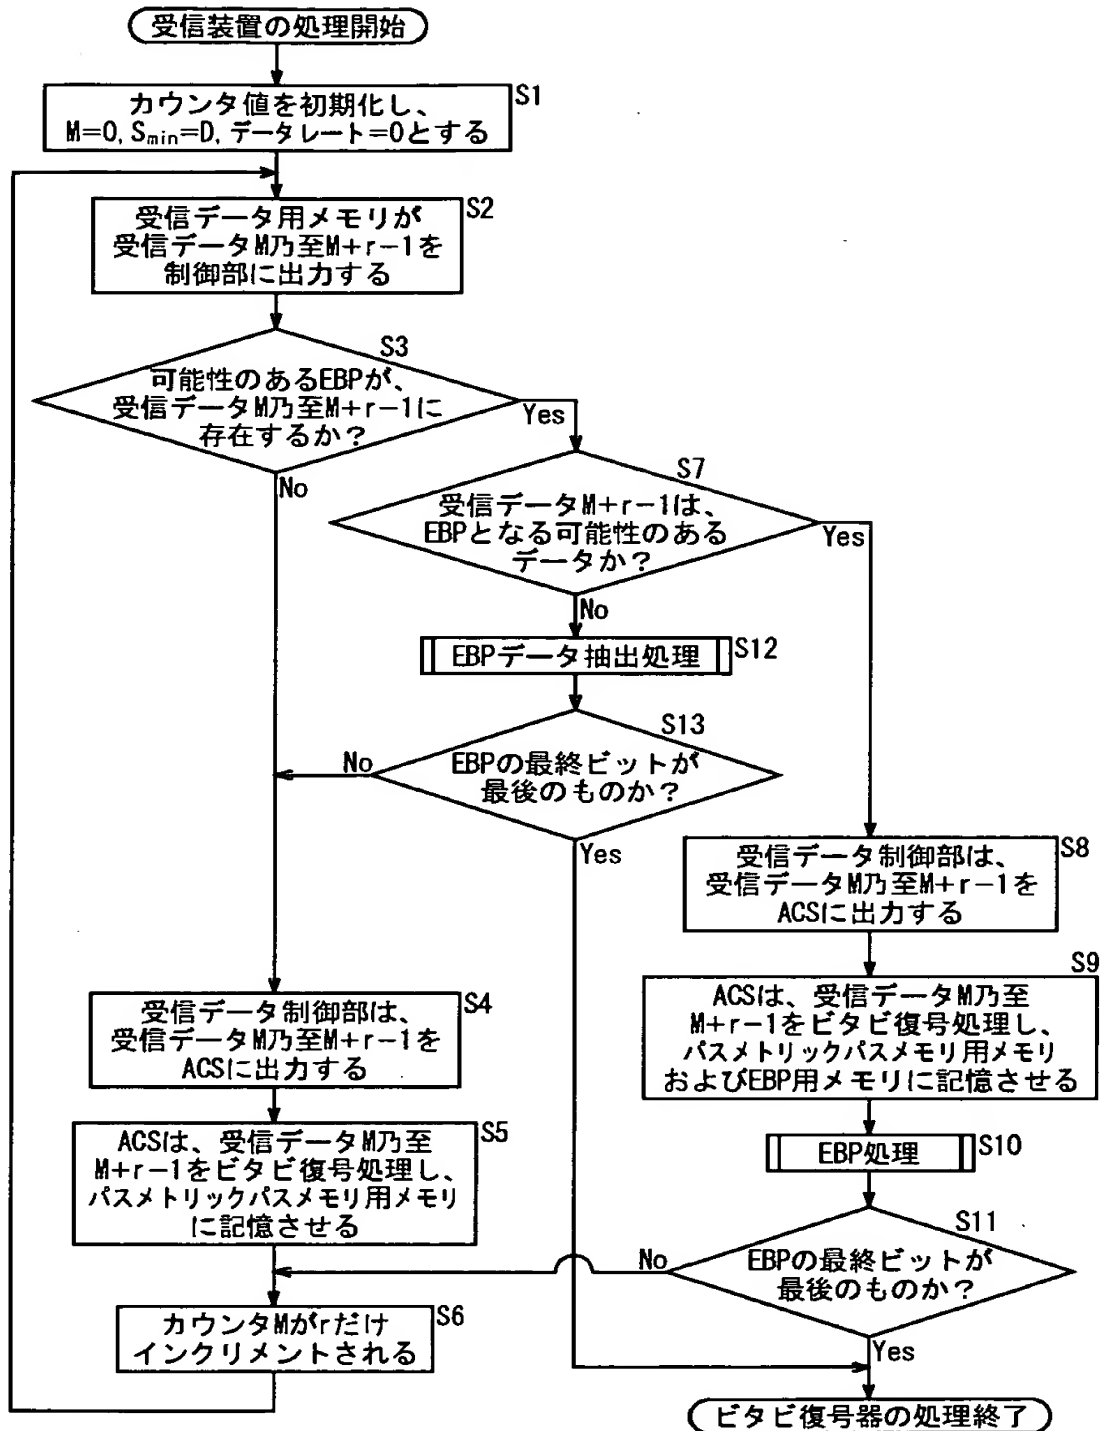 受信装置の処理開始
S1
カウンタ値を初期化し、
M=0, Smin=D, データレート=0とする
S2
受信データ用メモリが
受信データM乃至M+r-1を
制御部に出力する
S3
可能性のあるEBPが、
受信データM乃至M+r-1に
存在するか？
Yes
No
S7
受信データM+r-1は、
EBPとなる可能性のある
データか？
Yes
No
S12
EBPデータ抽出処理
S13
EBPの最終ビットが
最後のものか？
No
Yes
S8
受信データ制御部は、
受信データM乃至M+r-1を
ACSに出力する
S9
ACSは、受信データM乃至
M+r-1をビタビ復号処理し、
パスメトリックパスメモリ用メモリ
およびEBP用メモリに記憶させる
S4
受信データ制御部は、
受信データM乃至M+r-1を
ACSに出力する
S5
ACSは、受信データM乃至
M+r-1をビタビ復号処理し、
パスメトリックパスメモリ用メモリ
に記憶させる
S10
EBP処理
S11
EBPの最終ビットが
最後のものか？
No
Yes
S6
カウンタMがrだけ
インクリメントされる
ビタビ復号器の処理終了